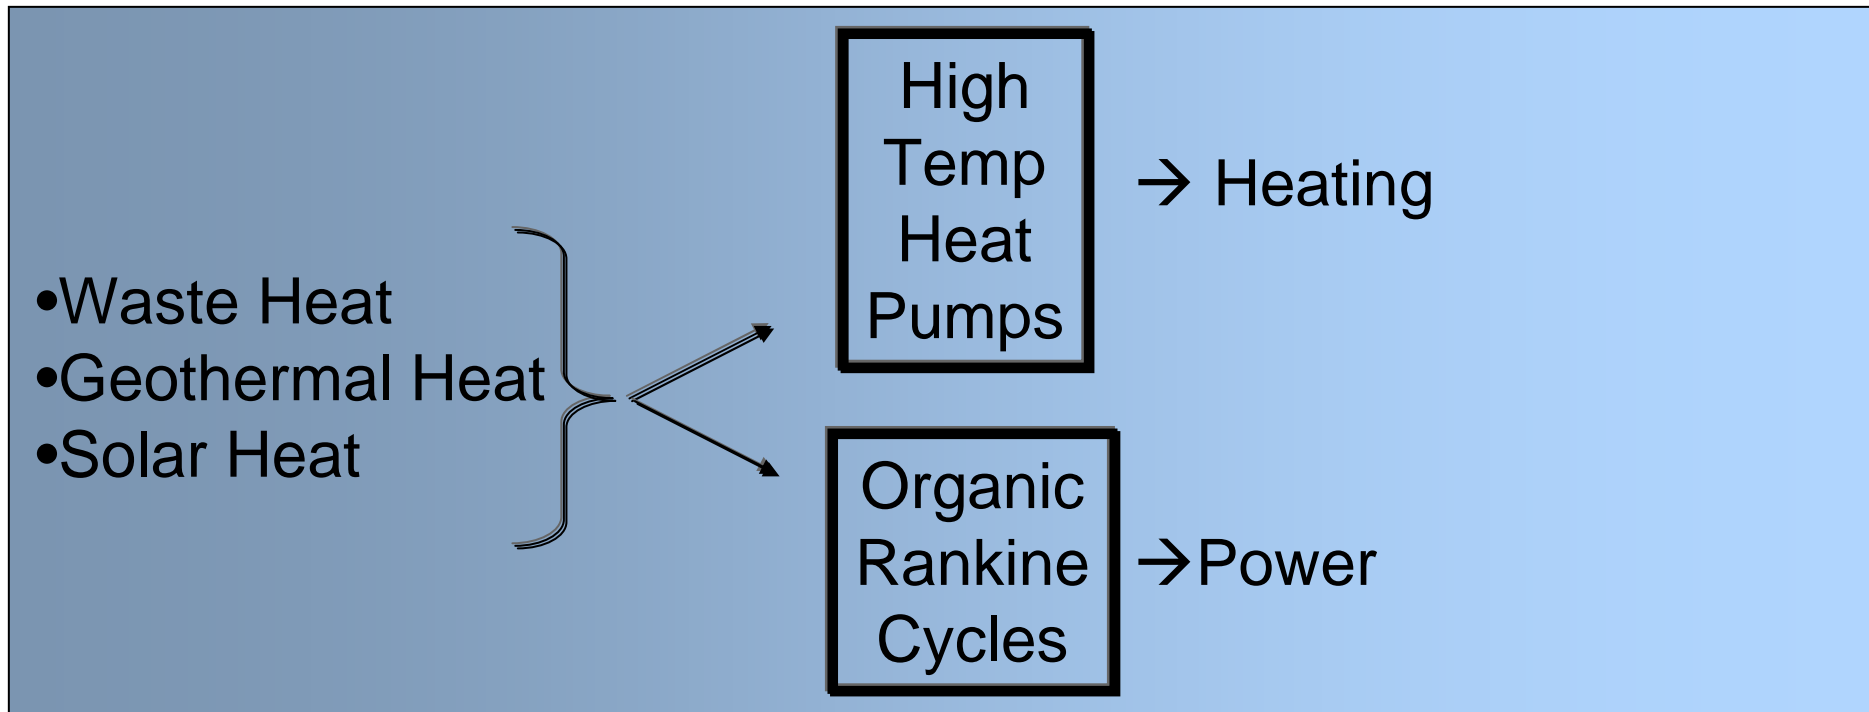 •Waste Heat
•Geothermal Heat
•Solar Heat
High
Temp
Heat
Pumps
→ Heating
Organic
Rankine
Cycles
→Power